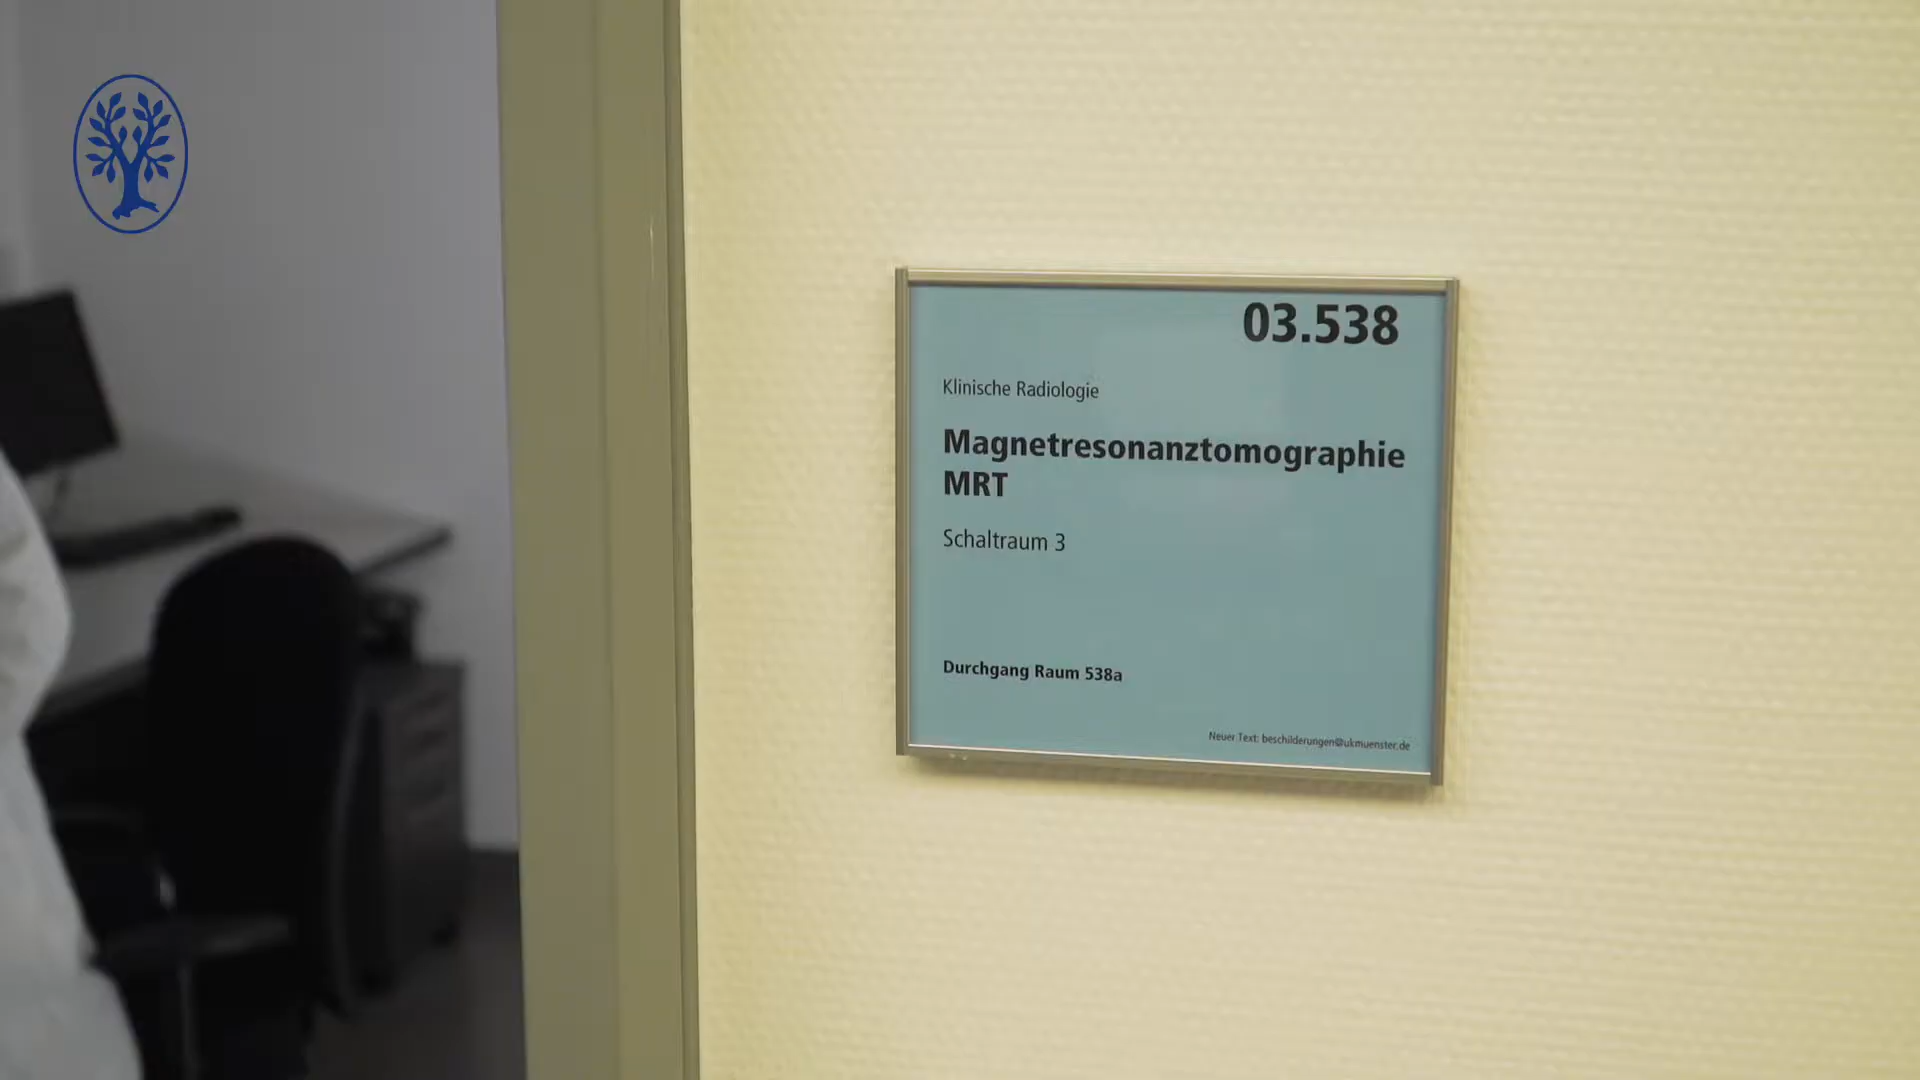 03.538
Klinische Radiologie
Magnetresonanztomographie
MRT
Schaltraum 3
Durchgang Raum 538a
Neuer Text: beschilderungen@ukmuenster.de